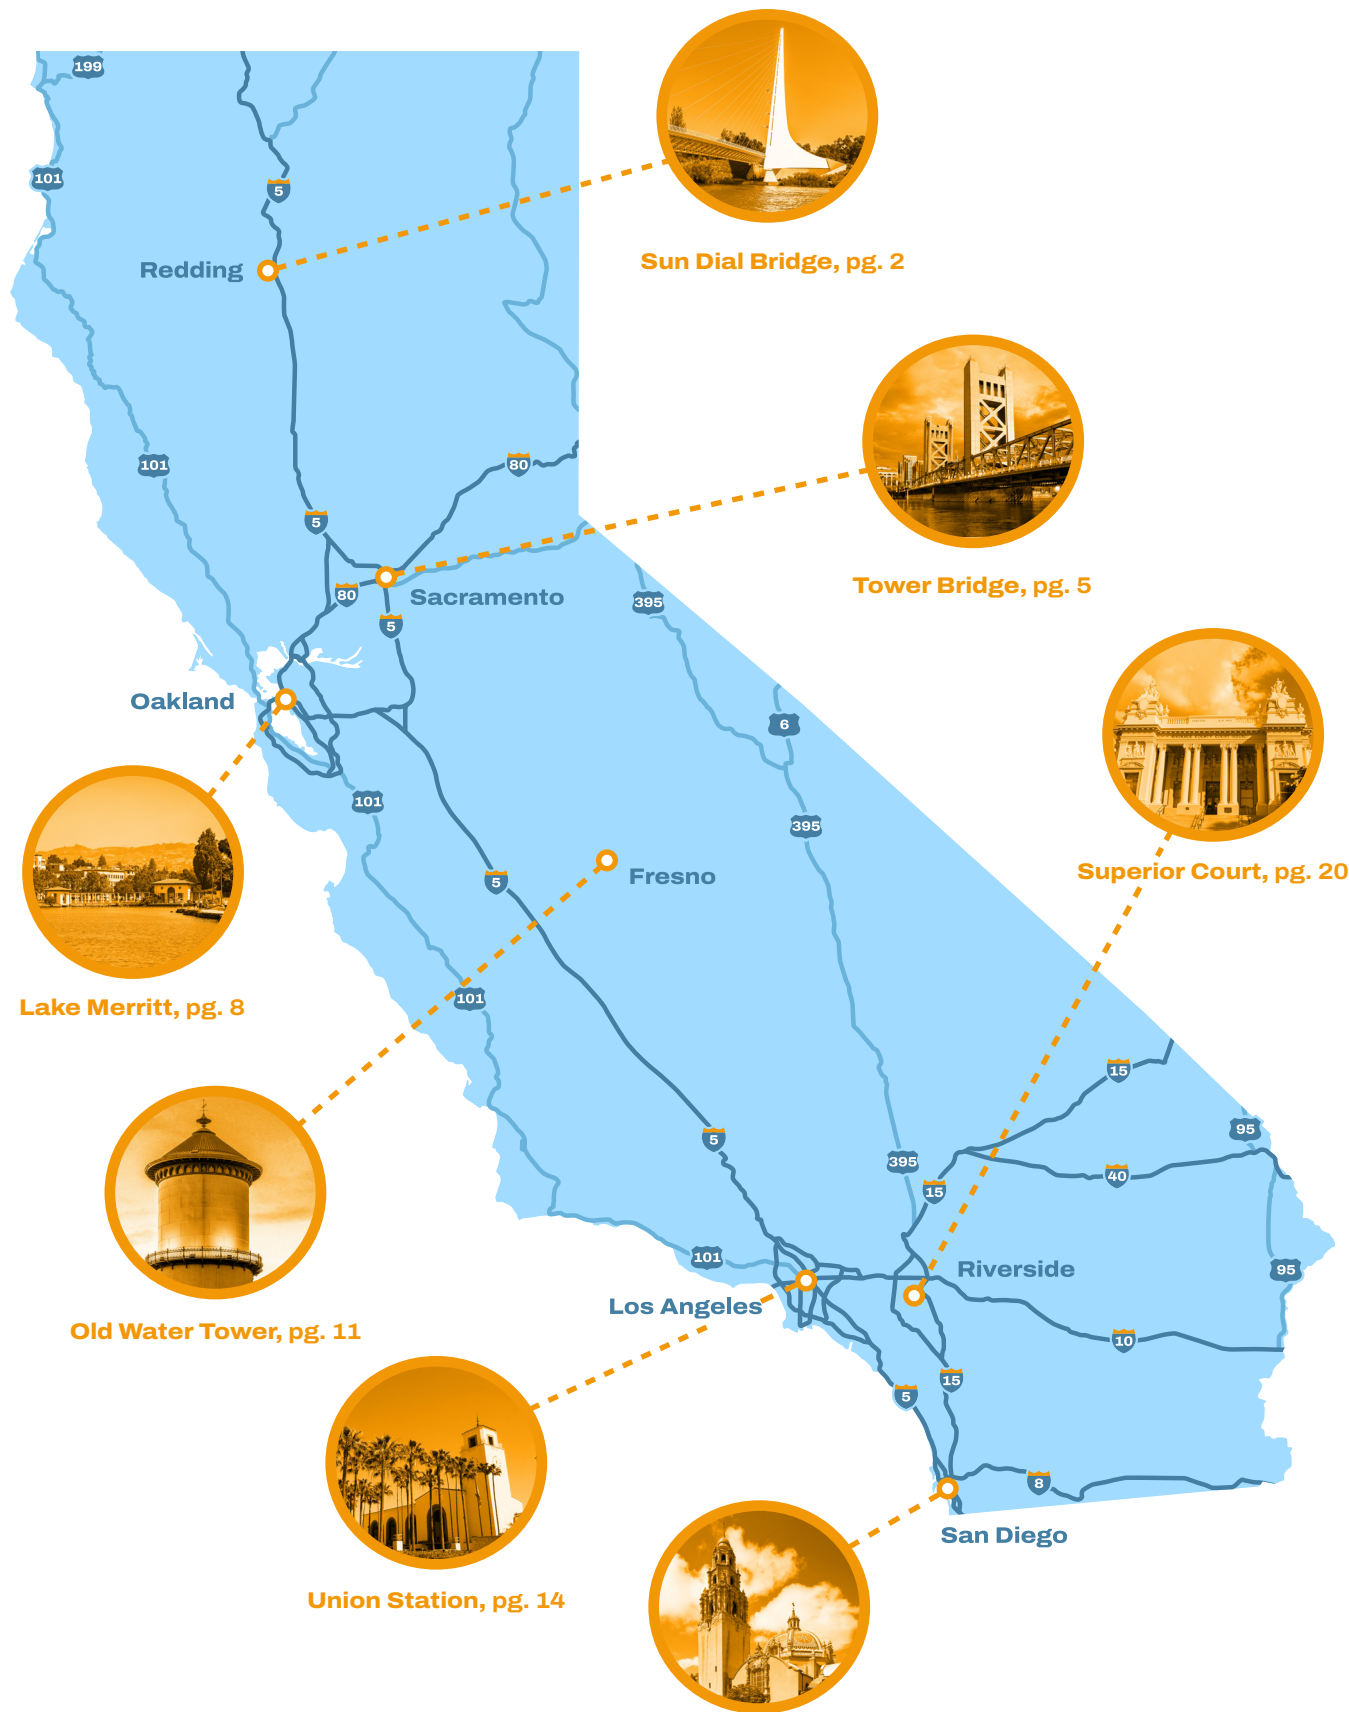 199
101
5
Sun Dial Bridge, pg. 2
Redding
101
80
5
Tower Bridge, pg. 5
80
Sacramento
395
5
Oakland
6
101
395
Superior Court, pg. 20
5
Fresno
101
Lake Merritt, pg. 8
15
95
5
395
40
15
101
Riverside
95
Los Angeles
Old Water Tower, pg. 11
10
15
5
8
San Diego
Union Station, pg. 14